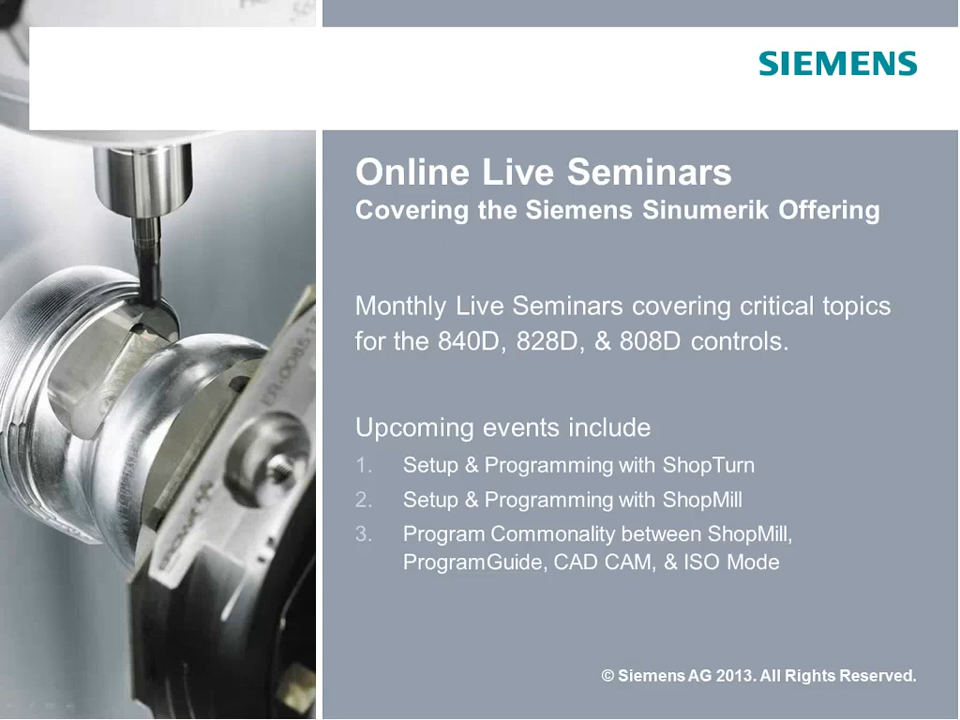 SIEMENS
Online Live Seminars
Covering the Siemens Sinumerik Offering
Monthly Live Seminars covering critical topics
for the 840D, 828D, & 808D controls.
Upcoming events include
1. Setup & Programming with ShopTurn
2. Setup & Programming with ShopMill
3. Program Commonality between ShopMill,
ProgramGuide, CAD CAM, & ISO Mode
© Siemens AG 2013. All Rights Reserved.